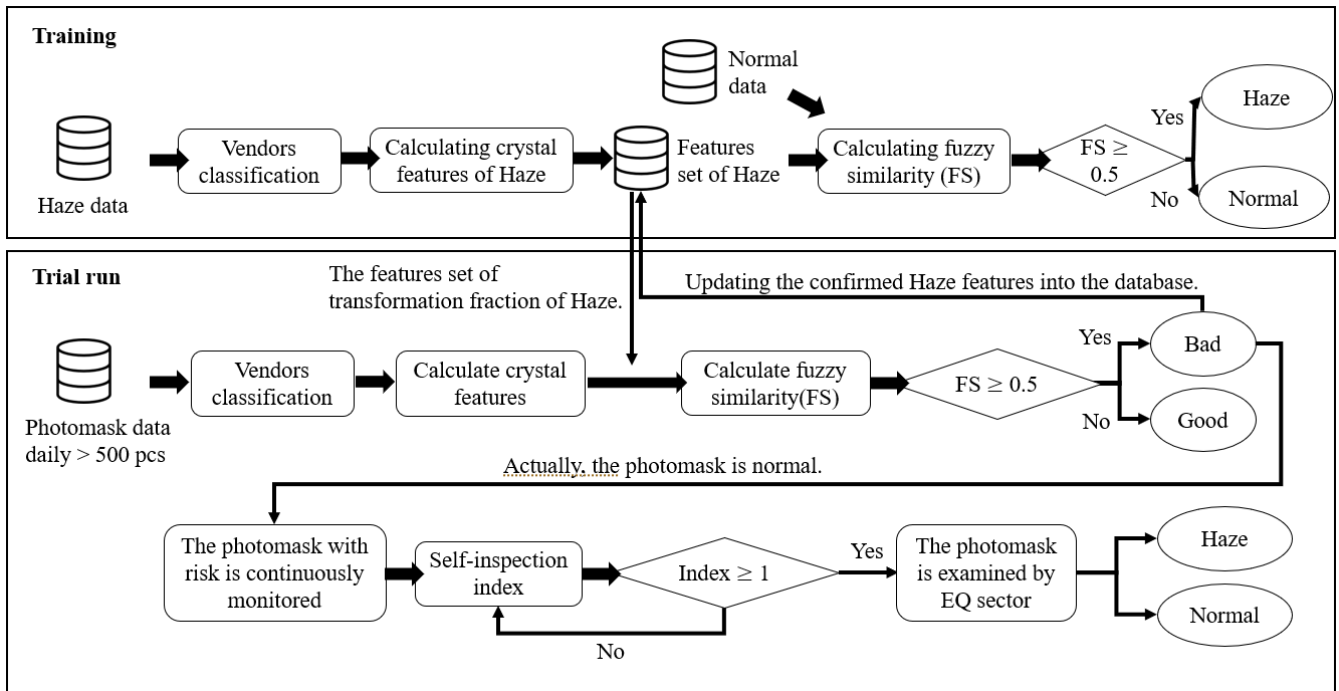 Training
Normal
data
Haze data
Vendors
classification
Calculating crystal
features of Haze
Features
set of Haze
Calculating fuzzy
similarity (FS)
FS ≥
0.5
Yes
No
Haze
Normal
Trial run
The features set of
transformation fraction of Haze.
Updating the confirmed Haze features into the database.
Photomask data
daily > 500 pcs
Vendors
classification
Calculate crystal
features
Calculate fuzzy
similarity(FS)
FS ≥ 0.5
Yes
No
Bad
Good
Actually, the photomask is normal.
The photomask with
risk is continuously
monitored
Self-inspection
index
Index ≥ 1
Yes
No
The photomask
is examined by
EQ sector
Haze
Normal